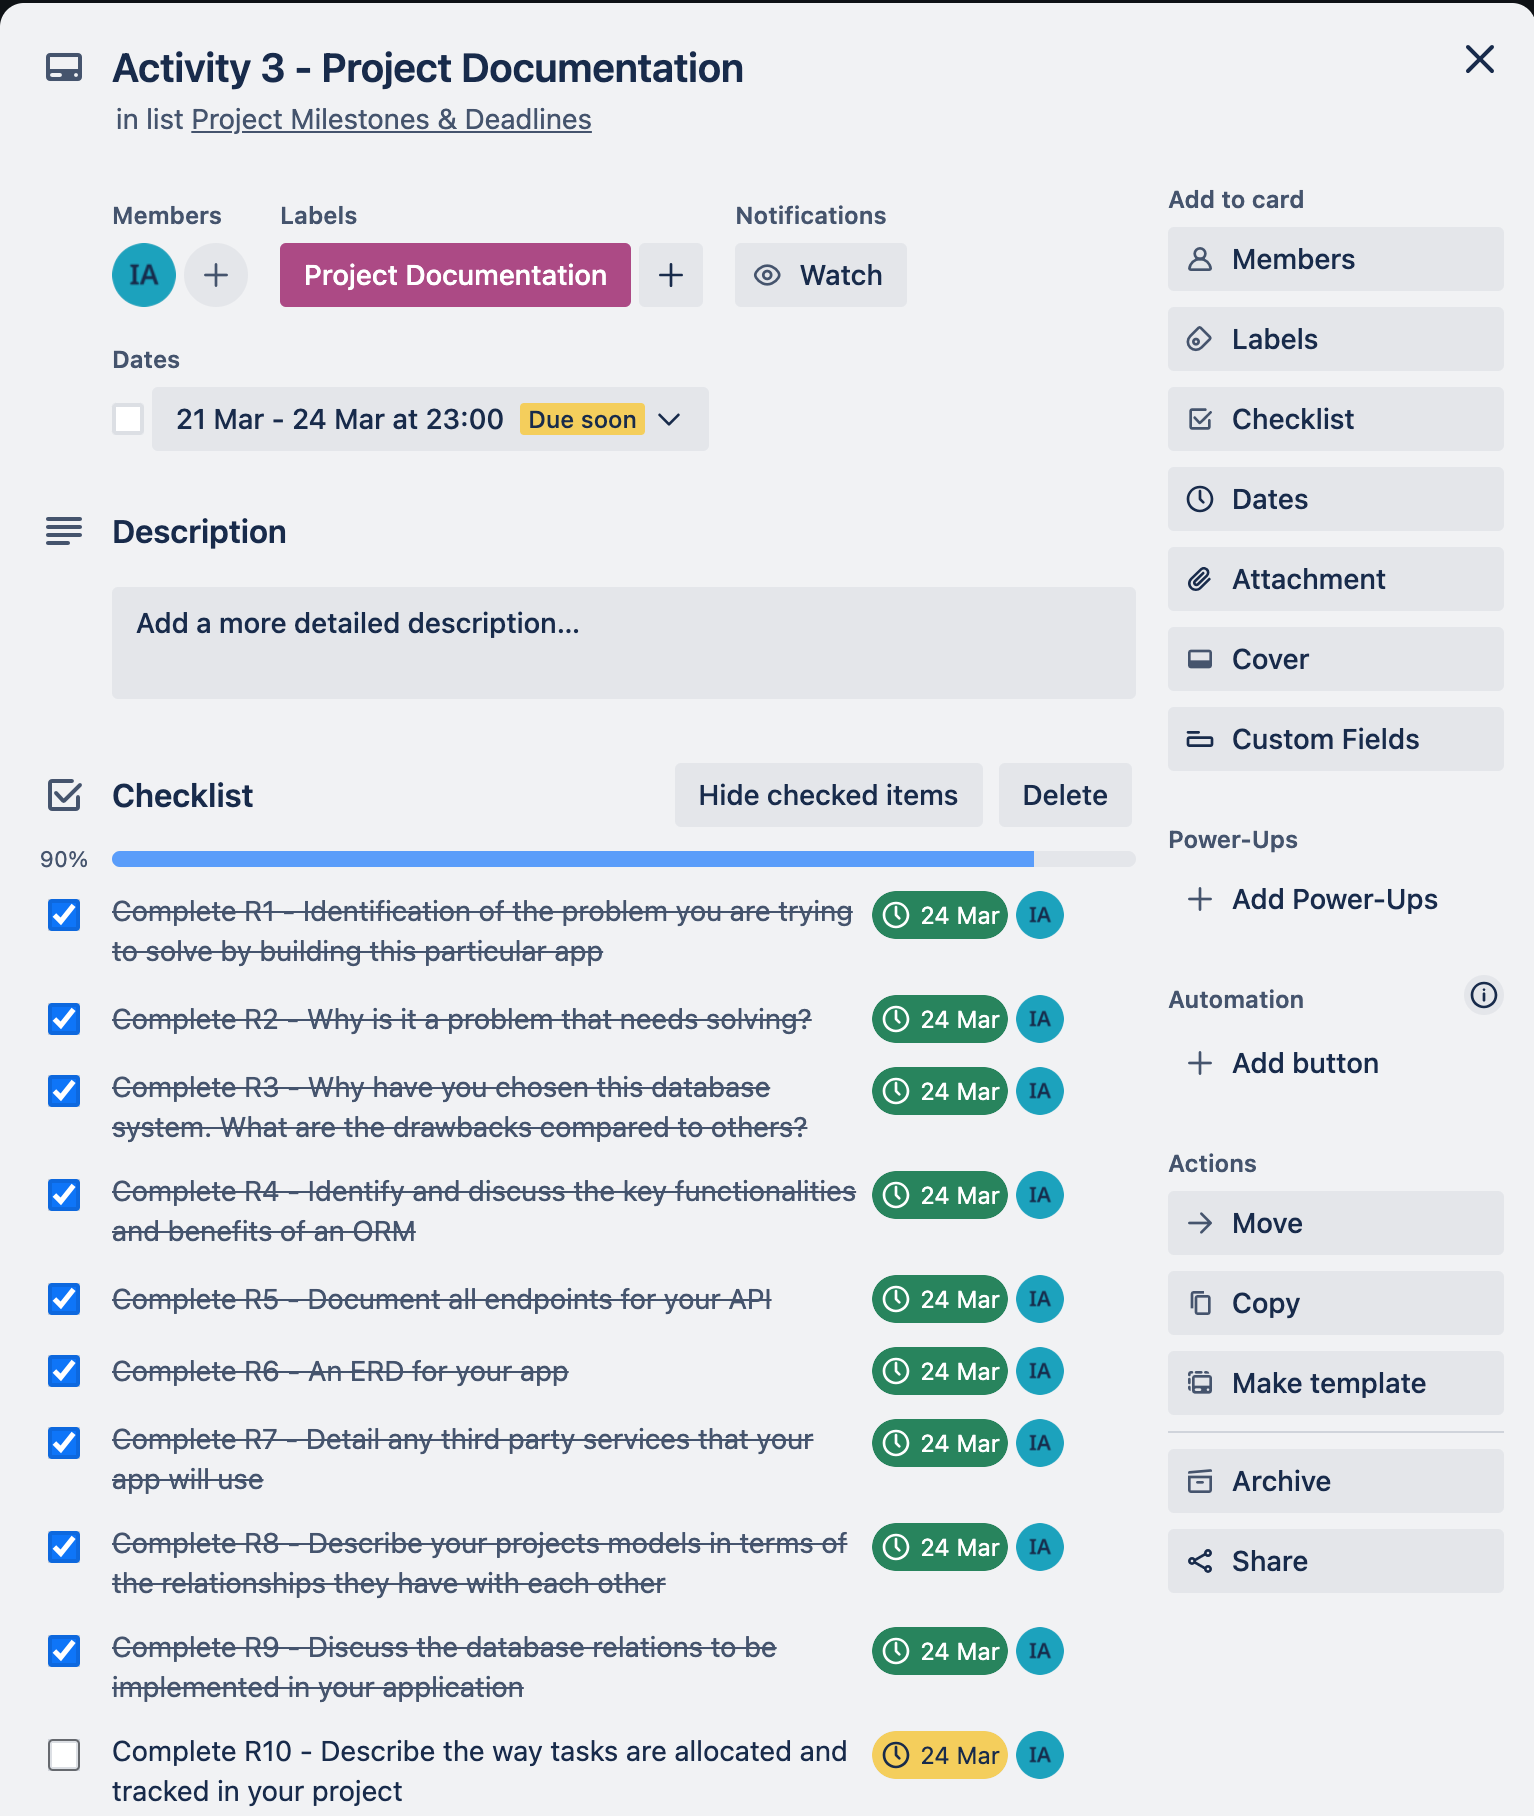 Activity 3 - Project Documentation
in list Project Milestones & Deadlines
Members
Labels
Notifications
IA
Project Documentation
Watch
Dates
21 Mar - 24 Mar at 23:00 Due soon
Description
Add a more detailed description...
Checklist
Hide checked items
Delete
90%
Complete R1 - Identification of the problem you are trying
to solve by building this particular app
24 Mar
IA
Complete R2 - Why is it a problem that needs solving?
24 Mar
IA
Complete R3 - Why have you chosen this database
system. What are the drawbacks compared to others?
24 Mar
IA
Complete R4 - Identify and discuss the key functionalities
and benefits of an ORM
24 Mar
IA
Complete R5 - Document all endpoints for your API
24 Mar
IA
Complete R6 - An ERD for your app
24 Mar
IA
Complete R7 - Detail any third party services that your
app will use
24 Mar
IA
Complete R8 - Describe your projects models in terms of
the relationships they have with each other
24 Mar
IA
Complete R9 - Discuss the database relations to be
implemented in your application
24 Mar
IA
Complete R10 - Describe the way tasks are allocated and
tracked in your project
24 Mar
IA
Add to card
Members
Labels
Checklist
Dates
Attachment
Cover
Custom Fields
Power-Ups
+ Add Power-Ups
Automation
+ Add button
Actions
Move
Copy
Make template
Archive
Share